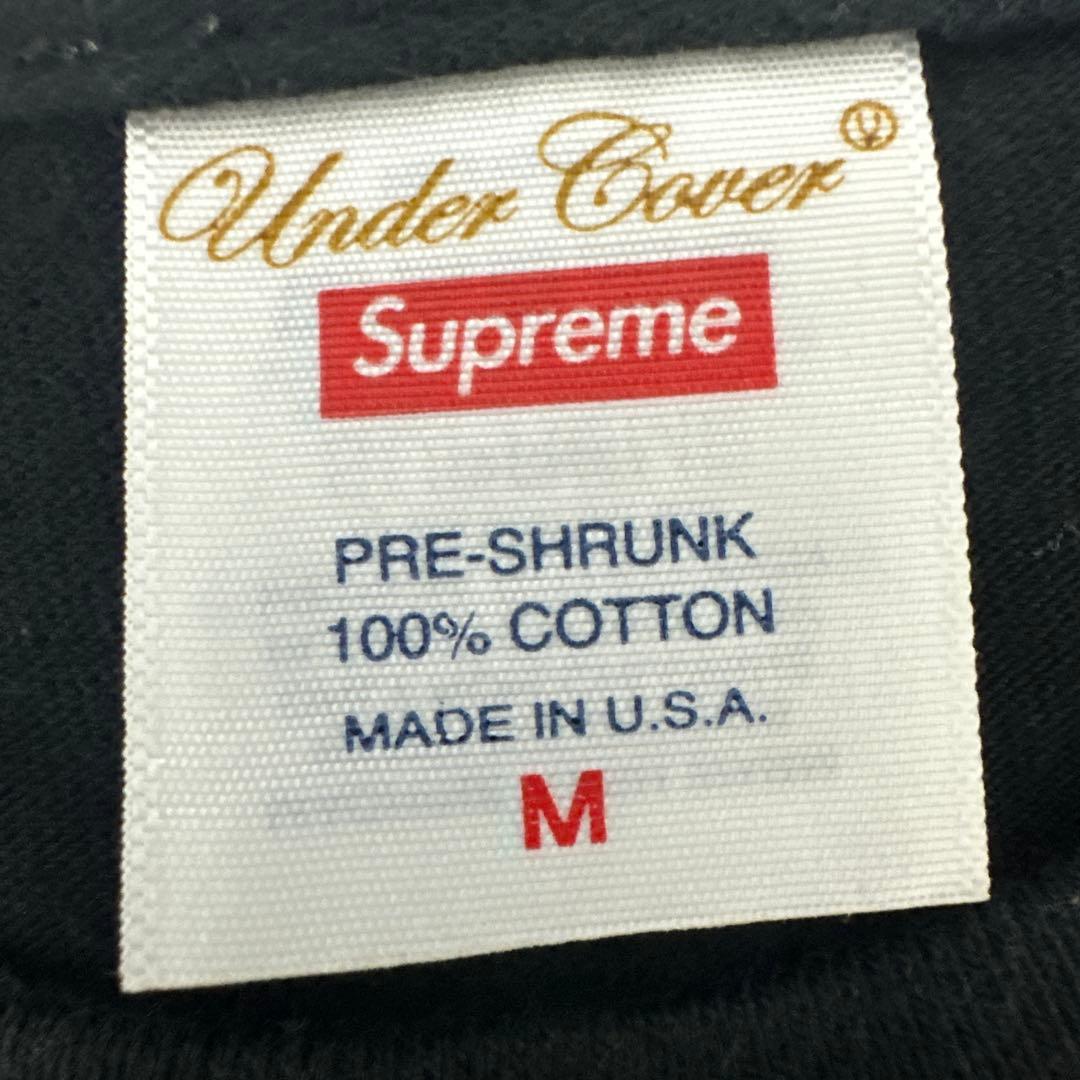 Under Cover Ⓤ
Supreme
PRE-SHRUNK
100% COTTON
MADE IN U.S.A.
M